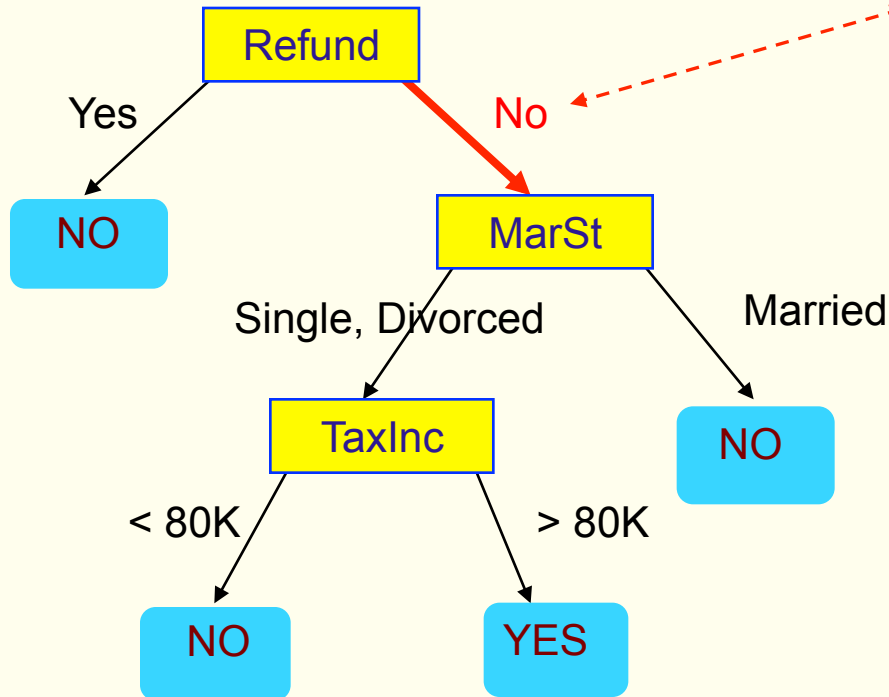 Refund
Yes
No
NO
MarSt
Single, Divorced
Married
TaxInc
NO
< 80K
> 80K
NO
YES